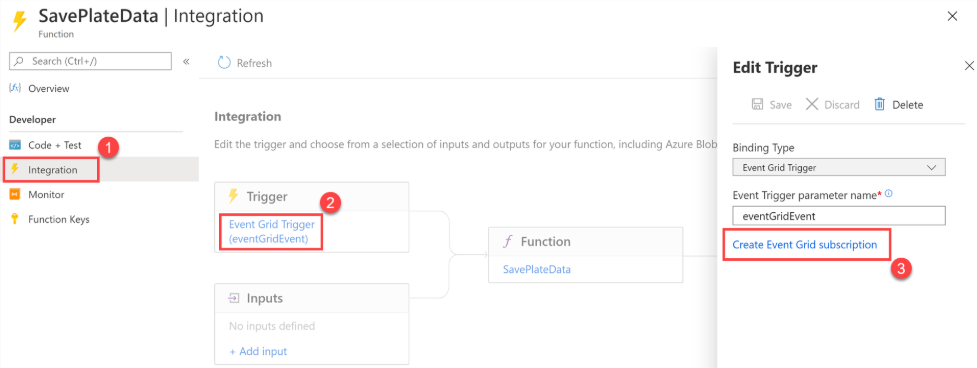 SavePlateData | Integration
Function
Search (Ctrl+/)
«
Overview
Developer
Code + Test
1
Integration
Monitor
Function Keys
Refresh
Integration
Edit the trigger and choose from a selection of inputs and outputs for your function, including Azure Blob
Trigger
2
Event Grid Trigger
(eventGridEvent)
Inputs
No inputs defined
+ Add input
Function
SavePlateData
Edit Trigger
Save
Discard
Delete
Binding Type
Event Grid Trigger
Event Trigger parameter name*
eventGridEvent
Create Event Grid subscription
3